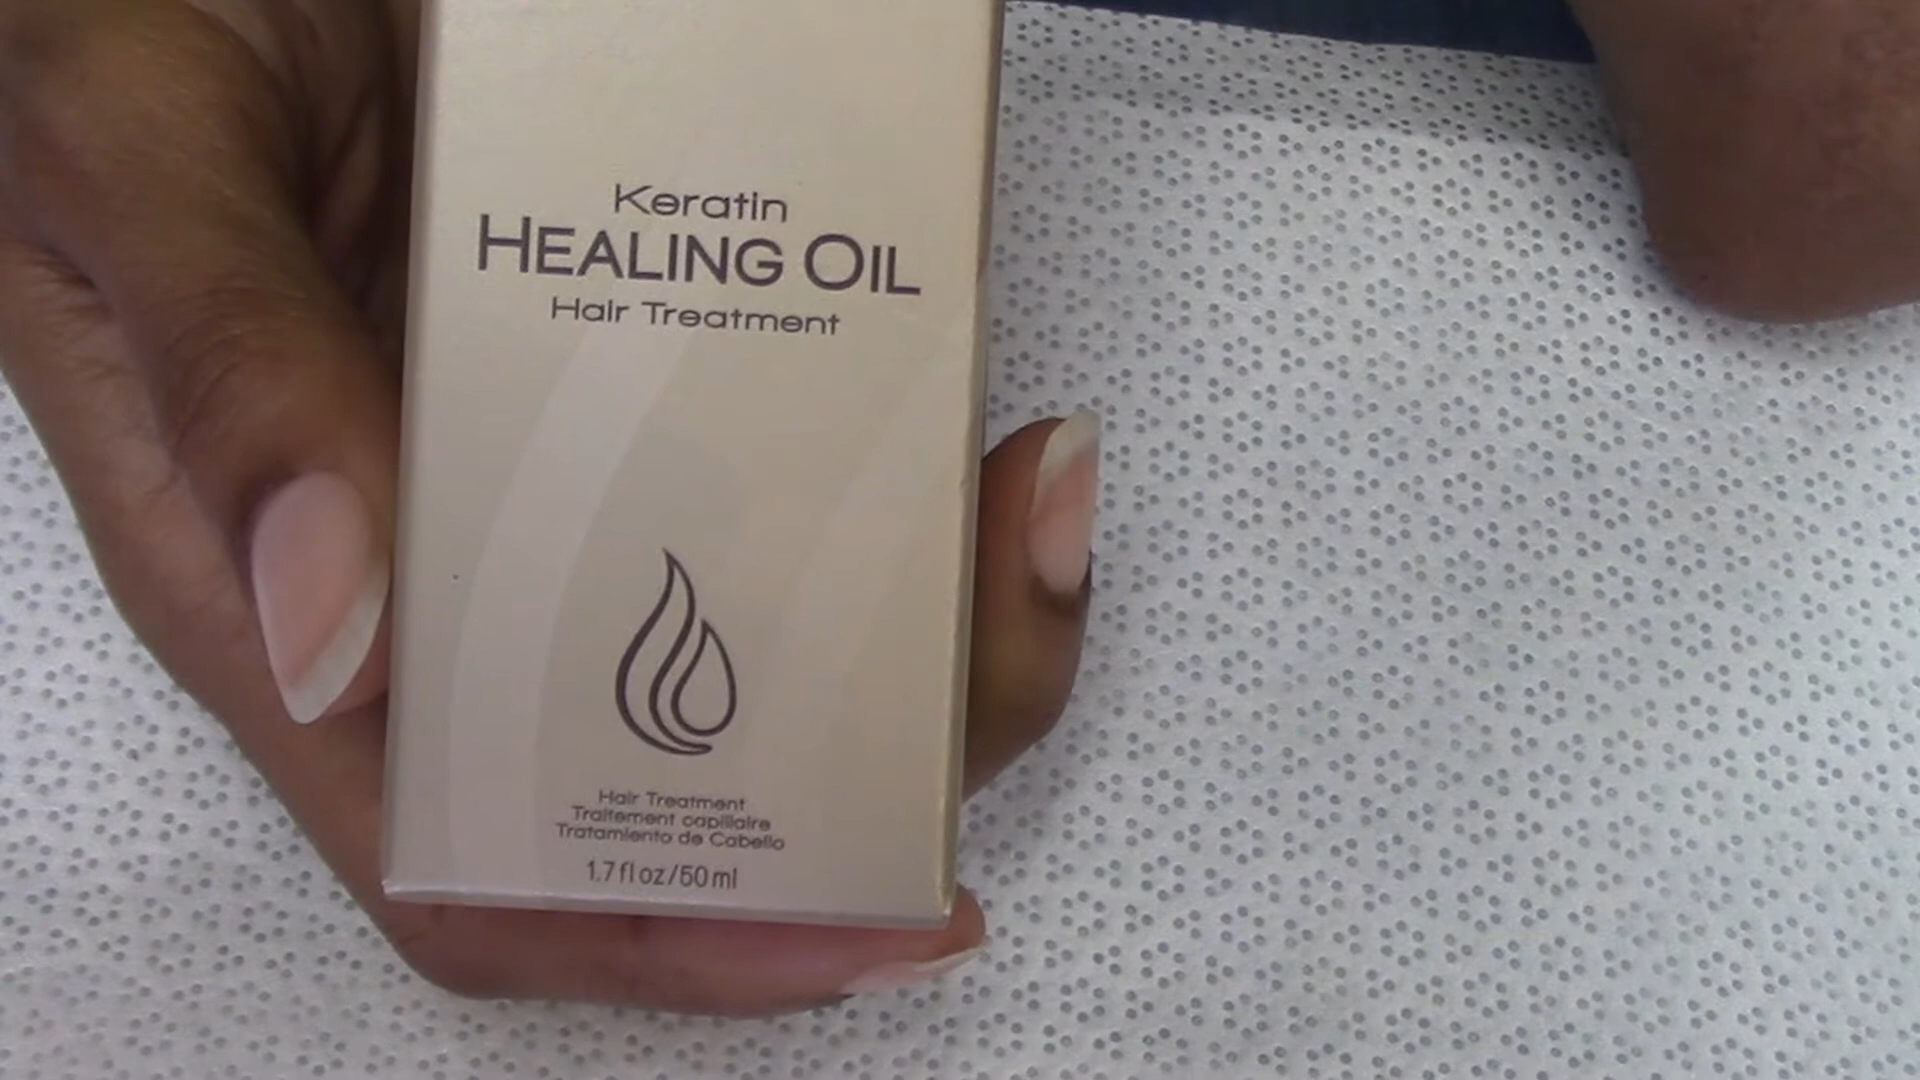 Keratin
HEALING OIL
Hair Treatment
Hair Treatment
Traitement capillaire
Tratamiento de Cabello
1.7 fl oz/50 ml